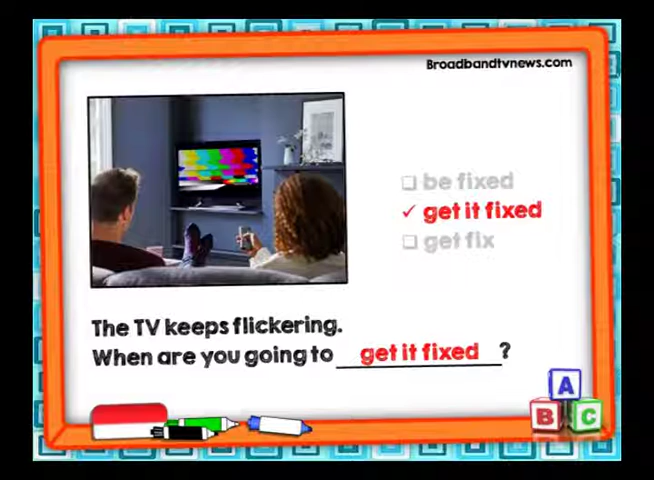 Broadbandtvnews.com
be fixed
get it fixed
get fix
The TV keeps flickering.
When are you going to get it fixed ?
A
B C